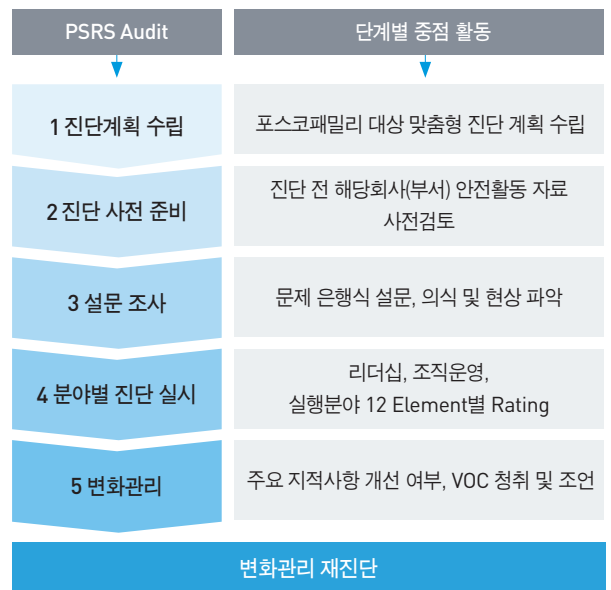 PSRS Audit
단계별 중점 활동
1 진단계획 수립
포스코패밀리 대상 맞춤형 진단 계획 수립
2 진단 사전 준비
진단 전 해당회사(부서) 안전활동 자료
사전검토
3 설문 조사
문제 은행식 설문, 의식 및 현상 파악
4 분야별 진단 실시
리더십, 조직운영,
실행분야 12 Element별 Rating
5 변화관리
주요 지적사항 개선 여부, VOC 청취 및 조언
변화관리 재진단